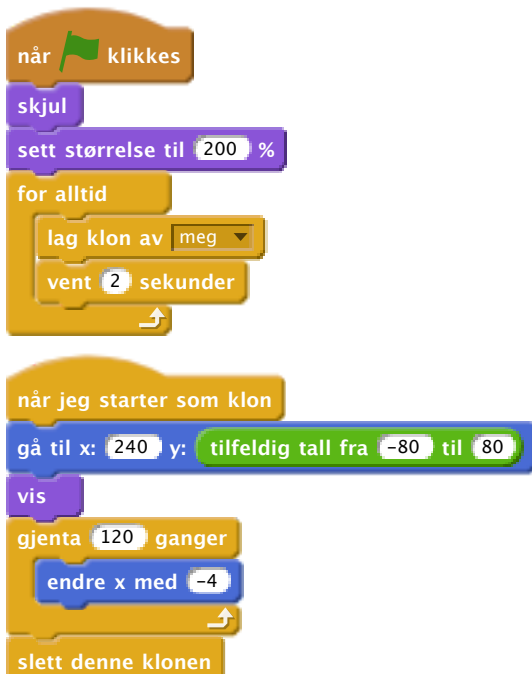 når klikkes
skjul
sett størrelse til 200 %
for alltid
lag klon av meg
vent 2 sekunder
når jeg starter som klon
gå til x: 240 y: tilfeldig tall fra -80 til 80
vis
gjenta 120 ganger
endre x med -4
slett denne klonen